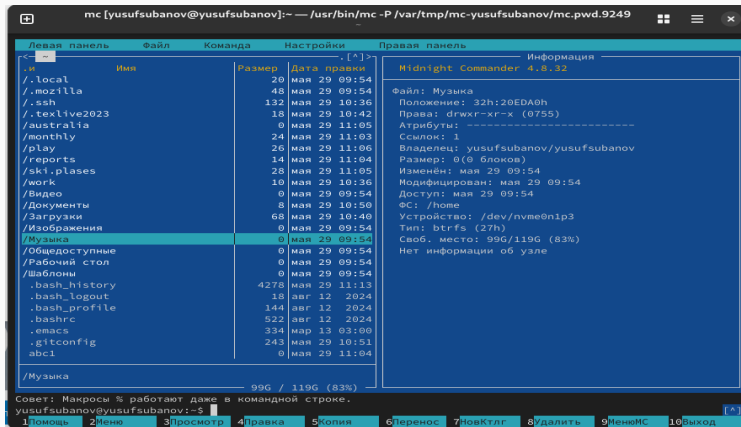 mc [yusufsubanov@yusufsubanov]:~ — /usr/bin/mc -P /var/tmp/mc-yusufsubanov/mc.pwd.9249
Левая панель Файл Команда Настройки Правая панель
<— ~ .[^]>
.и Имя Размер Дата правки
/.local 20 мая 29 09:54
/.mozilla 48 мая 29 09:54
/.ssh 132 мая 29 10:36
/.texlive2023 18 мая 29 10:42
/australia 0 мая 29 11:05
/monthly 24 мая 29 11:03
/play 26 мая 29 11:06
/reports 14 мая 29 11:04
/ski.plases 28 мая 29 11:05
/work 10 мая 29 10:36
/Видео 0 мая 29 09:54
/Документы 8 мая 29 10:50
/Загрузки 68 мая 29 10:40
/Изображения 0 мая 29 09:54
/Музыка 0 мая 29 09:54
/Общедоступные 0 мая 29 09:54
/Рабочий стол 0 мая 29 09:54
/Шаблоны 0 мая 29 09:54
.bash_history 4278 мая 29 11:13
.bash_logout 18 авг 12 2024
.bash_profile 144 авг 12 2024
.bashrc 522 авг 12 2024
.emacs 334 мар 13 03:00
.gitconfig 243 мая 29 10:51
abc1 0 мая 29 11:04
/Музыка
99G / 119G (83%)
Информация
Midnight Commander 4.8.32
Файл: Музыка
Положение: 32h:20EDA0h
Права: drwxr-xr-x (0755)
Атрибуты: -------------------------
Ссылок: 1
Владелец: yusufsubanov/yusufsubanov
Размер: 0(0 блоков)
Изменён: мая 29 09:54
Модифицирован: мая 29 09:54
Доступ: мая 29 09:54
ФС: /home
Устройство: /dev/nvme0n1p3
Тип: btrfs (27h)
Своб. место: 99G/119G (83%)
Нет информации об узле
Совет: Макросы % работают даже в командной строке.
yusufsubanov@yusufsubanov:~$ [^]
1Помощь 2Меню 3Просмотр 4Правка 5Копия 6Перенос 7НовКтлг 8Удалить 9МенюMC 10Выход